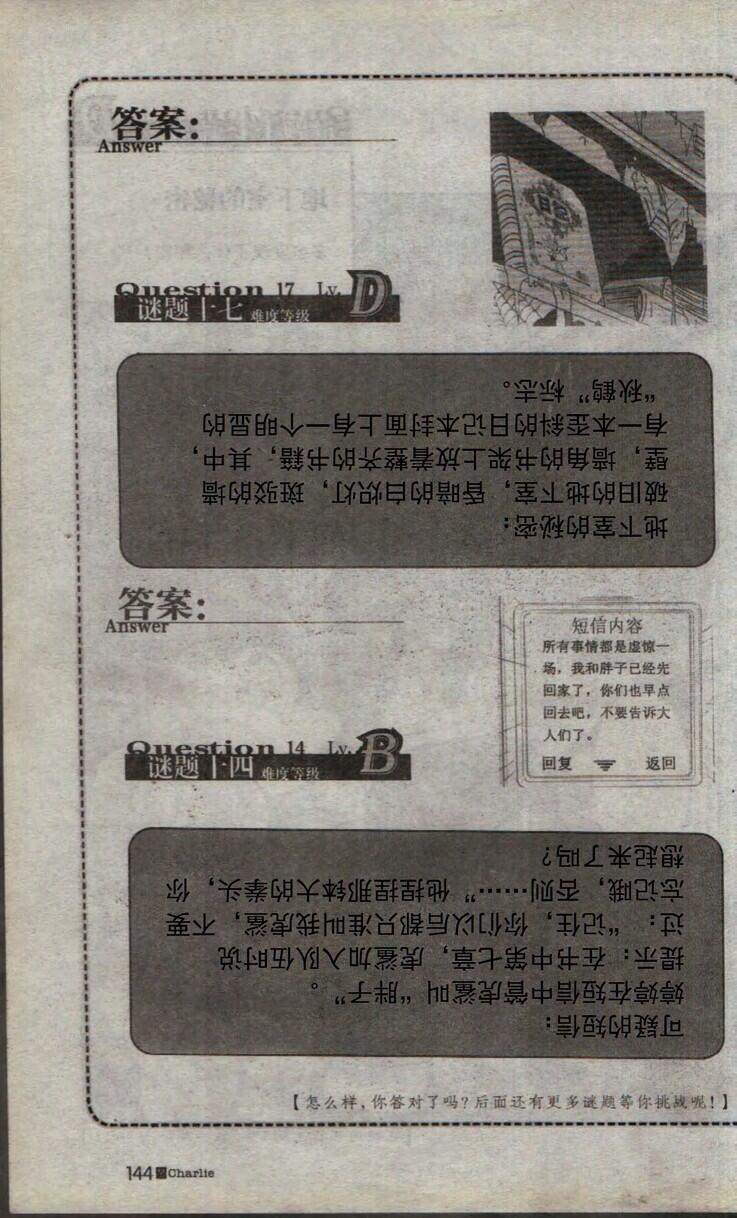 答案：
Answer
Question 17 Lv. D
谜题十七 难度等级
地下室的秘密：
破旧的地下室，昏暗的白炽灯，斑驳的墙
壁，墙角的书架上放着整齐的书籍，其中，
有一本歪斜的日记本封面上有一个明显的
“秋鹤”标志。
答案：
Answer
短信内容
所有事情都是虚惊一
场，我和胖子已经先
回家了，你们也早点
回去吧，不要告诉大
人们了。
回复 返回
Question 14 Lv. B
谜题十四 难度等级
可疑的短信：
婷婷在短信中管虎鲨叫“胖子”。
提示：在书中第七章，虎鲨加入队伍时说
过：“记住，你们以后都只准叫我虎鲨，不要
忘记哦，否则……”他捏捏那钵大的拳头，你
想起来了吗？
【怎么样，你答对了吗？后面还有更多谜题等你挑战呢！】
144 Charlie